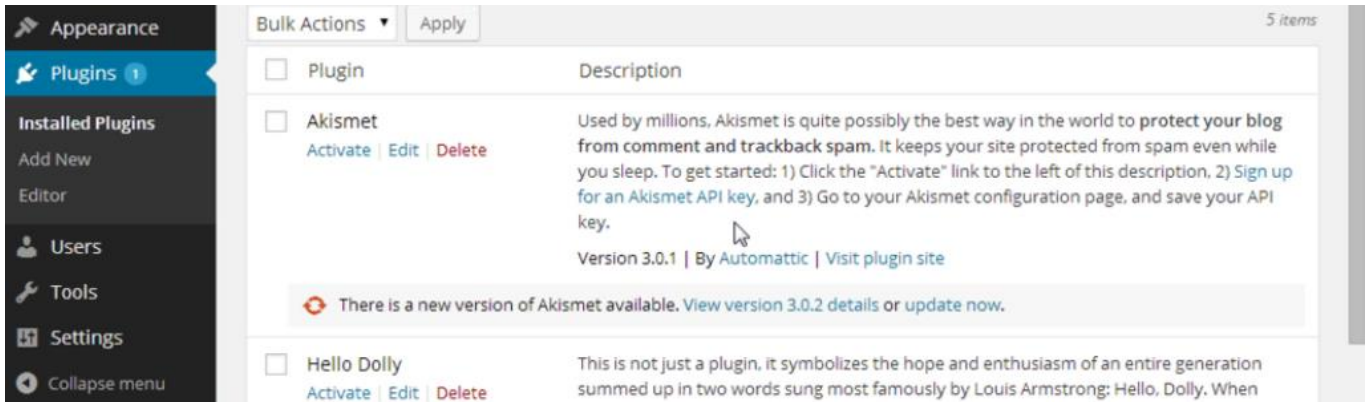 Appearance
Plugins 1
Installed Plugins
Add New
Editor
Users
Tools
Settings
Collapse menu
Bulk Actions Apply
5 items
Plugin Description
Akismet
Activate | Edit | Delete
Used by millions, Akismet is quite possibly the best way in the world to protect your blog
from comment and trackback spam. It keeps your site protected from spam even while
you sleep. To get started: 1) Click the "Activate" link to the left of this description, 2) Sign up
for an Akismet API key, and 3) Go to your Akismet configuration page, and save your API
key.
Version 3.0.1 | By Automattic | Visit plugin site
There is a new version of Akismet available. View version 3.0.2 details or update now.
Hello Dolly
Activate | Edit | Delete
This is not just a plugin, it symbolizes the hope and enthusiasm of an entire generation
summed up in two words sung most famously by Louis Armstrong: Hello, Dolly. When